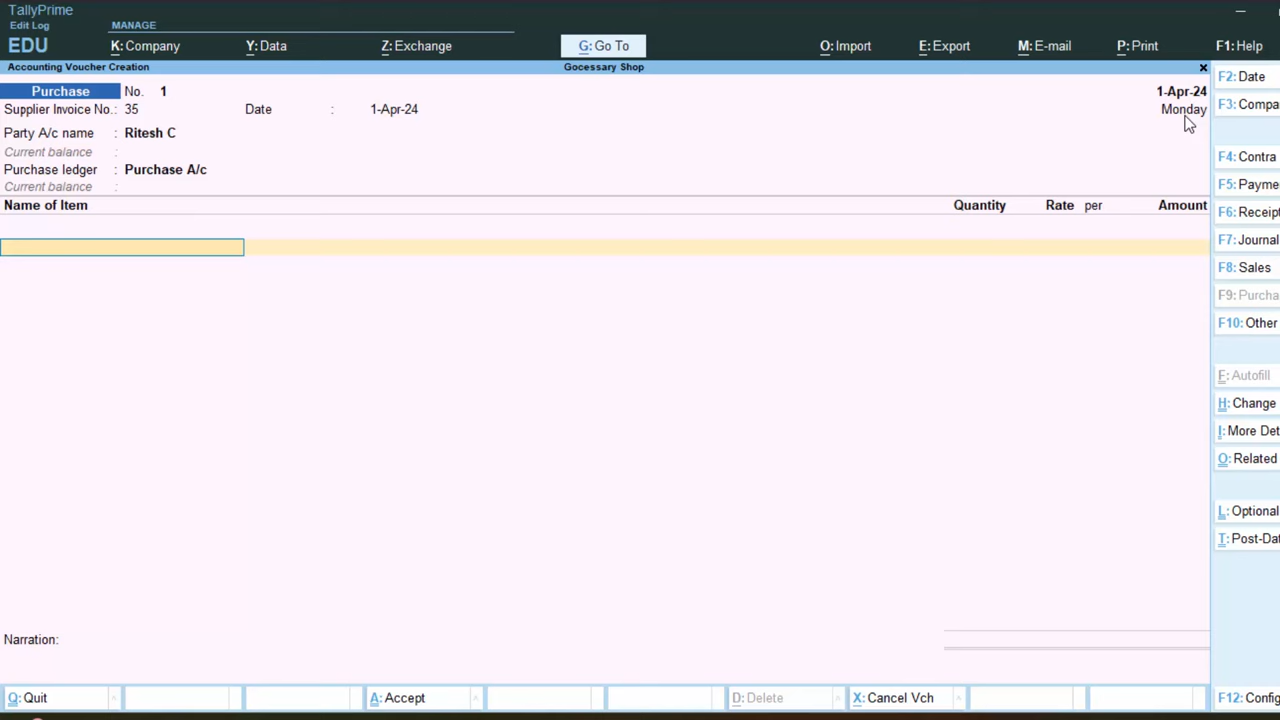 TallyPrime
Edit Log
EDU
MANAGE
K: Company Y: Data Z: Exchange G: Go To O: Import E: Export M: E-mail P: Print F1: Help
Accounting Voucher Creation Gocessary Shop x
Purchase No. 1 1-Apr-24
Supplier Invoice No.: 35 Date : 1-Apr-24 Monday
Party A/c name : Ritesh C
Current balance :
Purchase ledger : Purchase A/c
Current balance :
Name of Item Quantity Rate per Amount
Narration:
Q: Quit A: Accept D: Delete X: Cancel Vch
F2: Date
F3: Compa
F4: Contra
F5: Payme
F6: Receipt
F7: Journal
F8: Sales
F9: Purcha
F10: Other
F: Autofill
H: Change
I: More Det
O: Related
L: Optional
T: Post-Dat
F12: Config